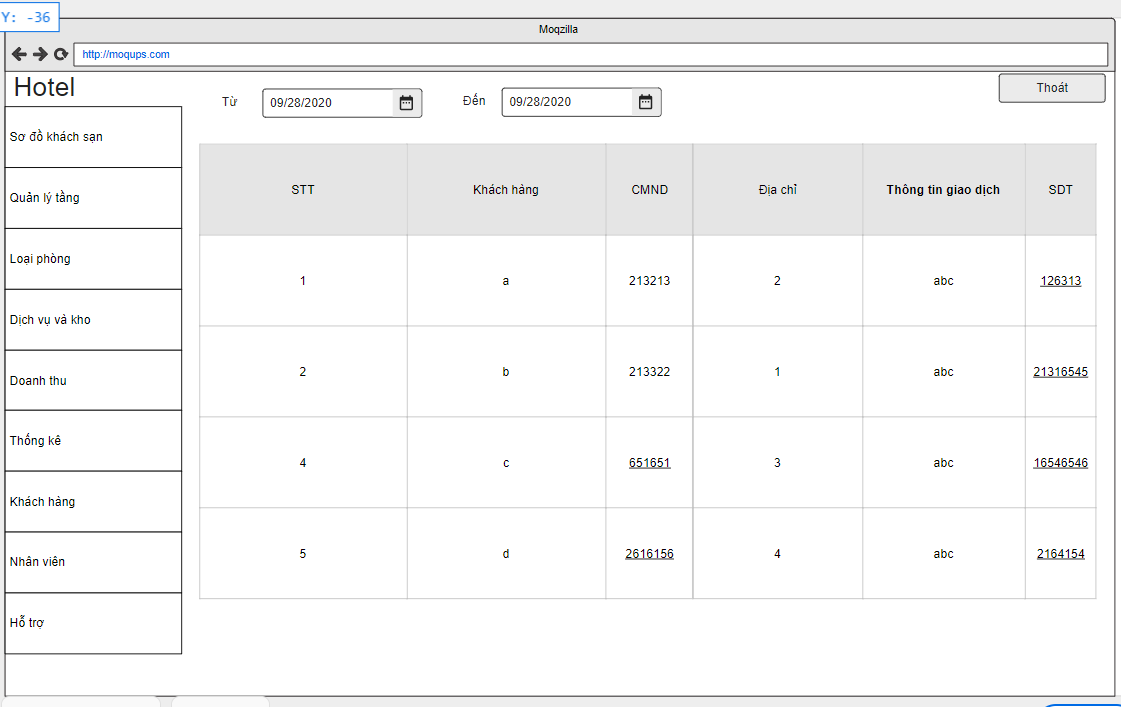 Y: -36
Moqzilla
http://moqups.com
Hotel
Từ 09/28/2020 Đến 09/28/2020 Thoát
Sơ đồ khách sạn
Quản lý tầng
Loại phòng
Dịch vụ và kho
Doanh thu
Thống kê
Khách hàng
Nhân viên
Hỗ trợ
STT Khách hàng CMND Địa chỉ Thông tin giao dịch SDT
1 a 213213 2 abc 126313
2 b 213322 1 abc 21316545
4 c 651651 3 abc 16546546
5 d 2616156 4 abc 2164154